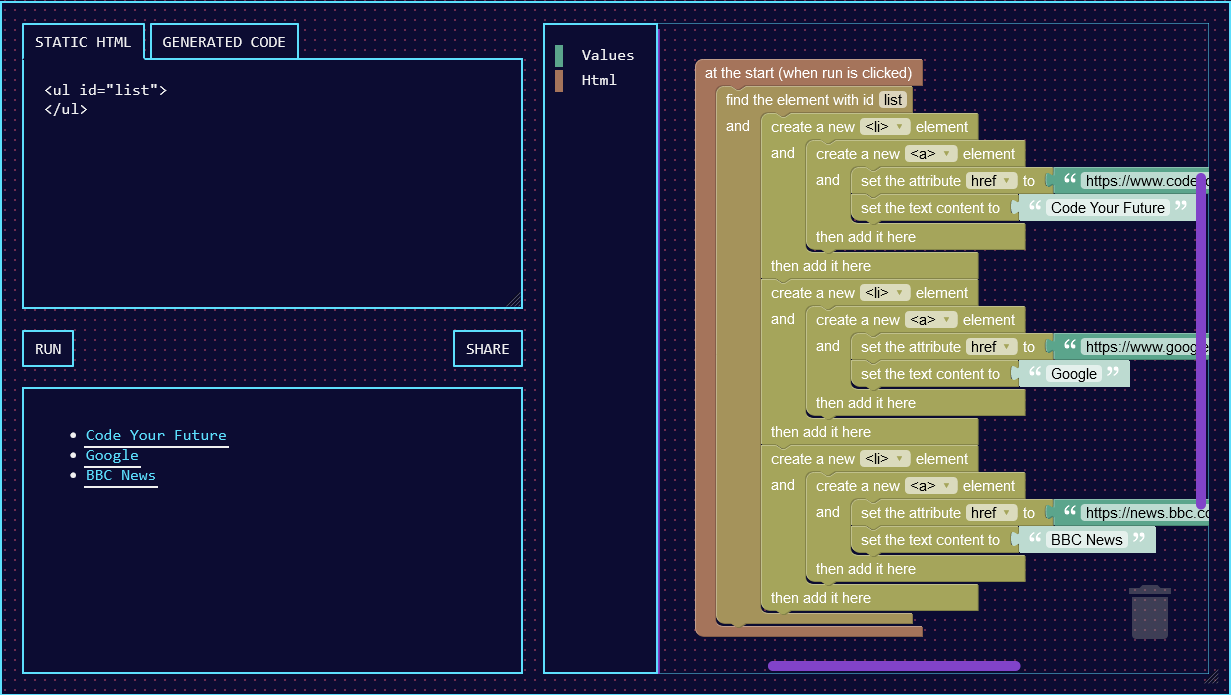 STATIC HTML
GENERATED CODE
<ul id="list">
</ul>
RUN
SHARE
• Code Your Future
• Google
• BBC News
Values
Html
at the start (when run is clicked)
find the element with id list
and create a new <li> element
and create a new <a> element
and set the attribute href to “ https://www.code
set the text content to “ Code Your Future ”
then add it here
then add it here
create a new <li> element
and create a new <a> element
and set the attribute href to “ https://www.google
set the text content to “ Google ”
then add it here
then add it here
create a new <li> element
and create a new <a> element
and set the attribute href to “ https://news.bbc.co
set the text content to “ BBC News ”
then add it here
then add it here